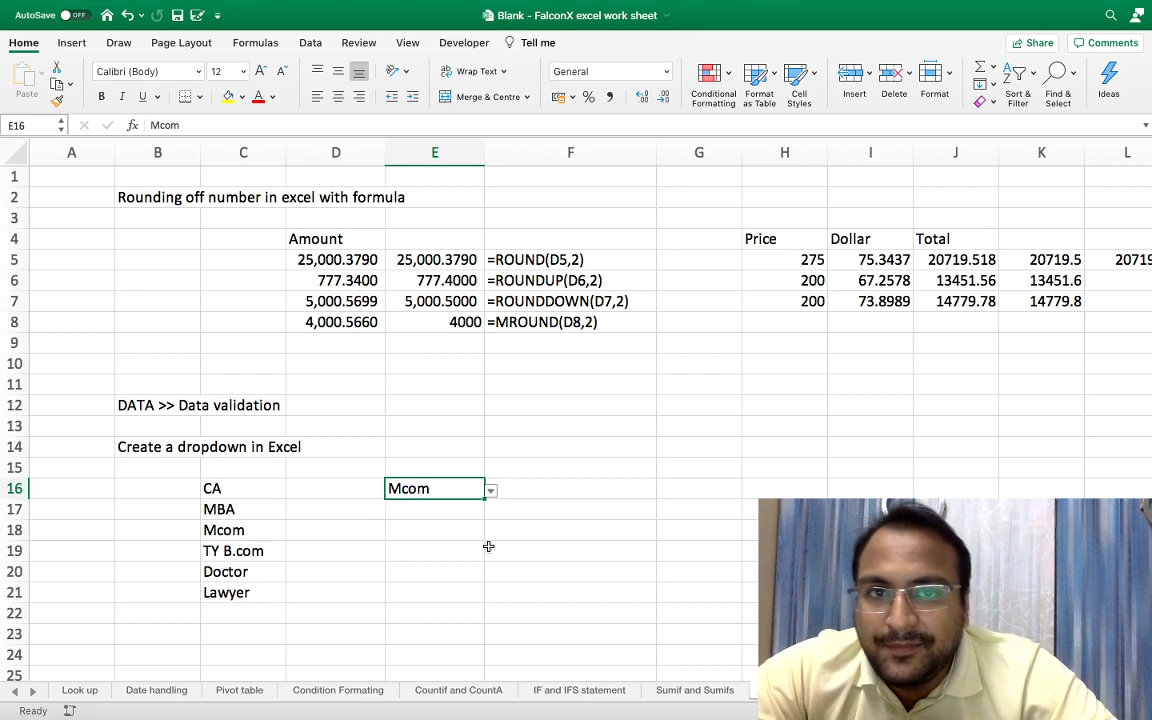 AutoSave OFF
Blank - FalconX excel work sheet
Home Insert Draw Page Layout Formulas Data Review View Developer Tell me
Share Comments
Paste
Calibri (Body) 12
B I U A
Wrap Text
Merge & Centre
General
Conditional Formatting
Format as Table
Cell Styles
Insert Delete Format
Sort & Filter
Find & Select
Ideas
E16 fx Mcom
A B C D E F G H I J K L
1
2 Rounding off number in excel with formula
3
4 Amount Price Dollar Total
5 25,000.3790 25,000.3790 =ROUND(D5,2) 275 75.3437 20719.518 20719.5 20719
6 777.3400 777.4000 =ROUNDUP(D6,2) 200 67.2578 13451.56 13451.6
7 5,000.5699 5,000.5000 =ROUNDDOWN(D7,2) 200 73.8989 14779.78 14779.8
8 4,000.5660 4000 =MROUND(D8,2)
9
10
11
12 DATA >> Data validation
13
14 Create a dropdown in Excel
15
16 CA Mcom
17 MBA
18 Mcom
19 TY B.com
20 Doctor
21 Lawyer
22
23
24
25
Look up Date handling Pivot table Condition Formating Countif and CountA IF and IFS statement Sumif and Sumifs
Ready